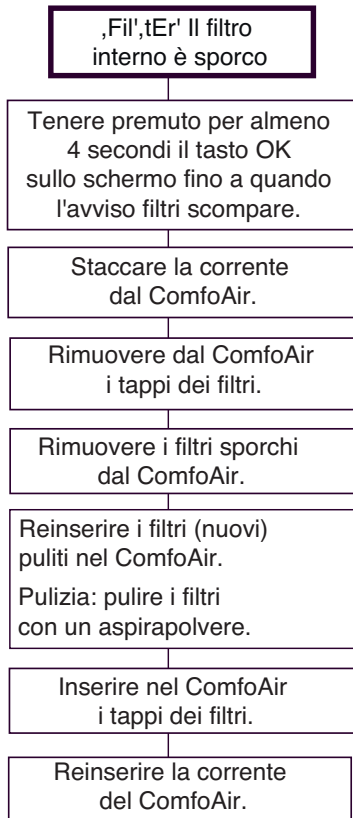 ‚Fil',tEr' Il filtro
interno è sporco
Tenere premuto per almeno
4 secondi il tasto OK
sullo schermo fino a quando
l'avviso filtri scompare.
Staccare la corrente
dal ComfoAir.
Rimuovere dal ComfoAir
i tappi dei filtri.
Rimuovere i filtri sporchi
dal ComfoAir.
Reinserire i filtri (nuovi)
puliti nel ComfoAir.
Pulizia: pulire i filtri
con un aspirapolvere.
Inserire nel ComfoAir
i tappi dei filtri.
Reinserire la corrente
del ComfoAir.